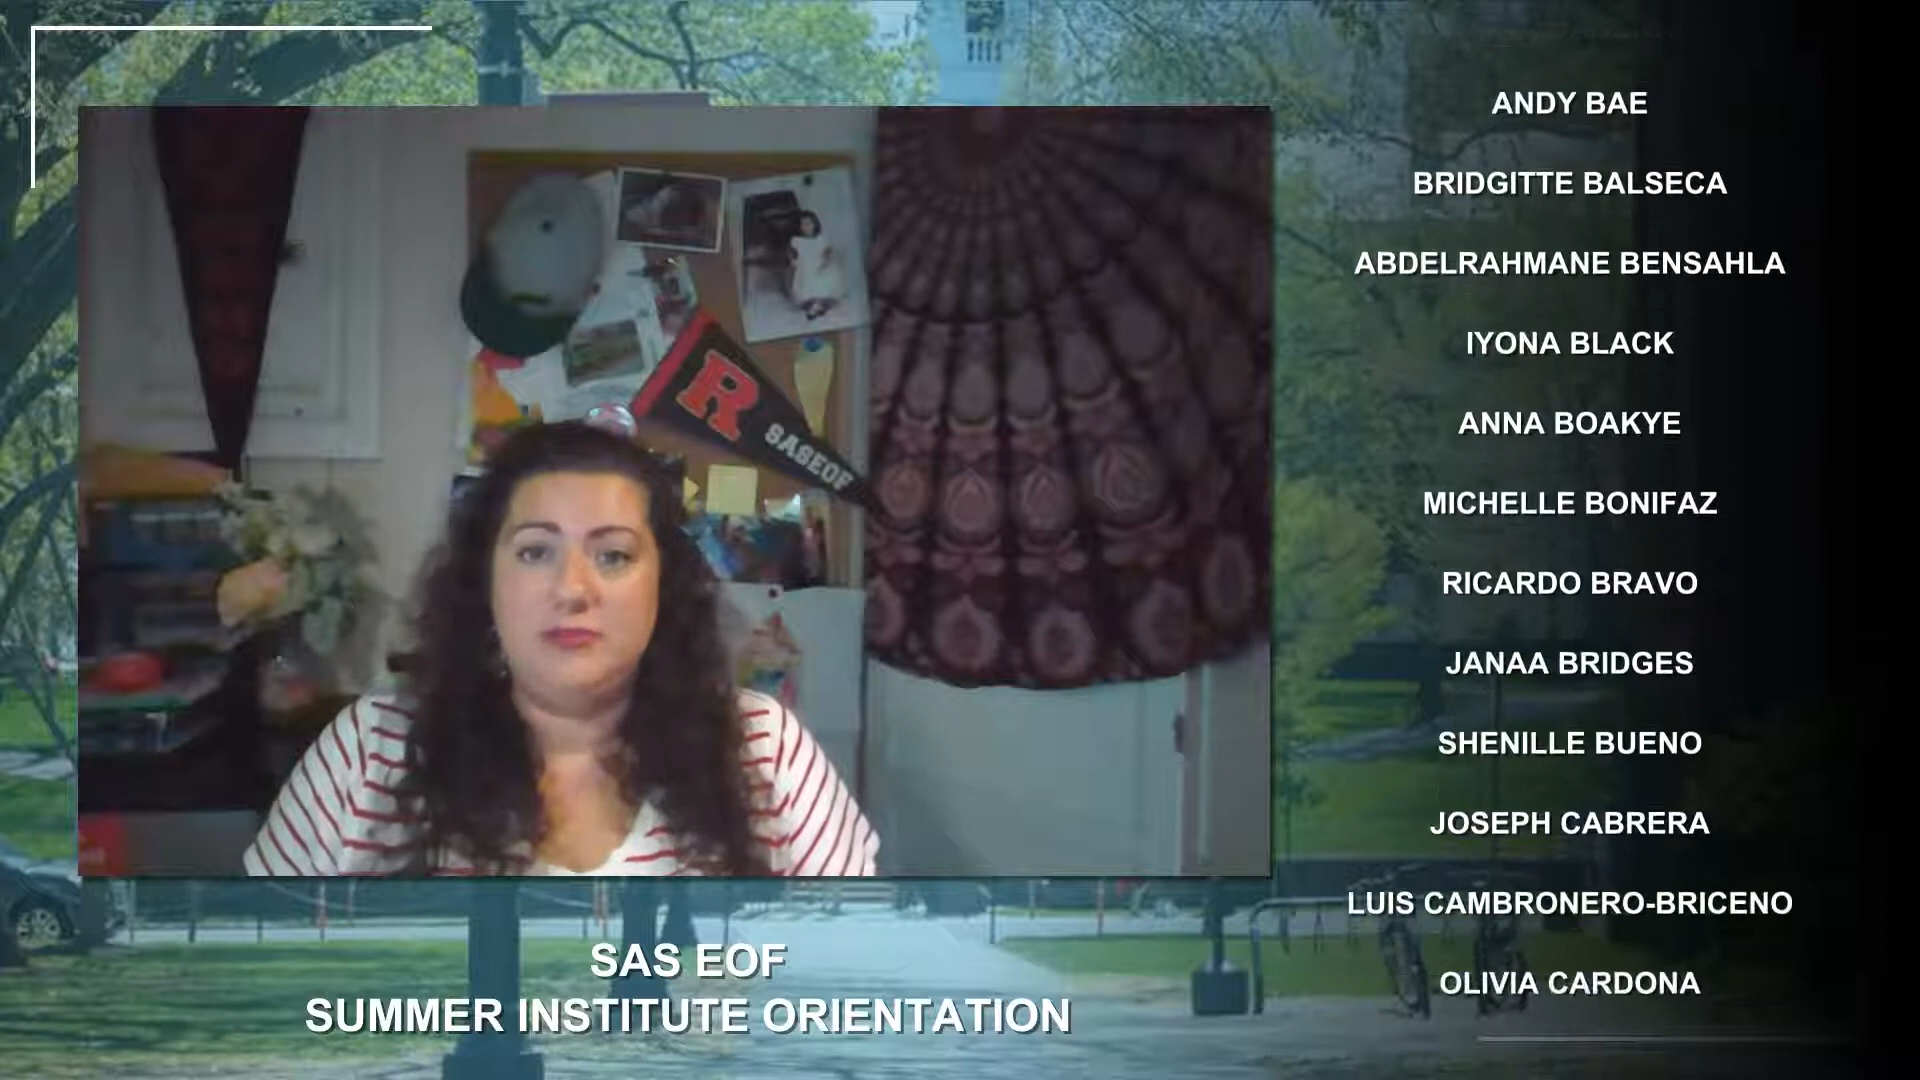 R
SASEOF
SAS EOF
SUMMER INSTITUTE ORIENTATION
ANDY BAE
BRIDGITTE BALSECA
ABDELRAHMANE BENSAHLA
IYONA BLACK
ANNA BOAKYE
MICHELLE BONIFAZ
RICARDO BRAVO
JANAA BRIDGES
SHENILLE BUENO
JOSEPH CABRERA
LUIS CAMBRONERO-BRICENO
OLIVIA CARDONA